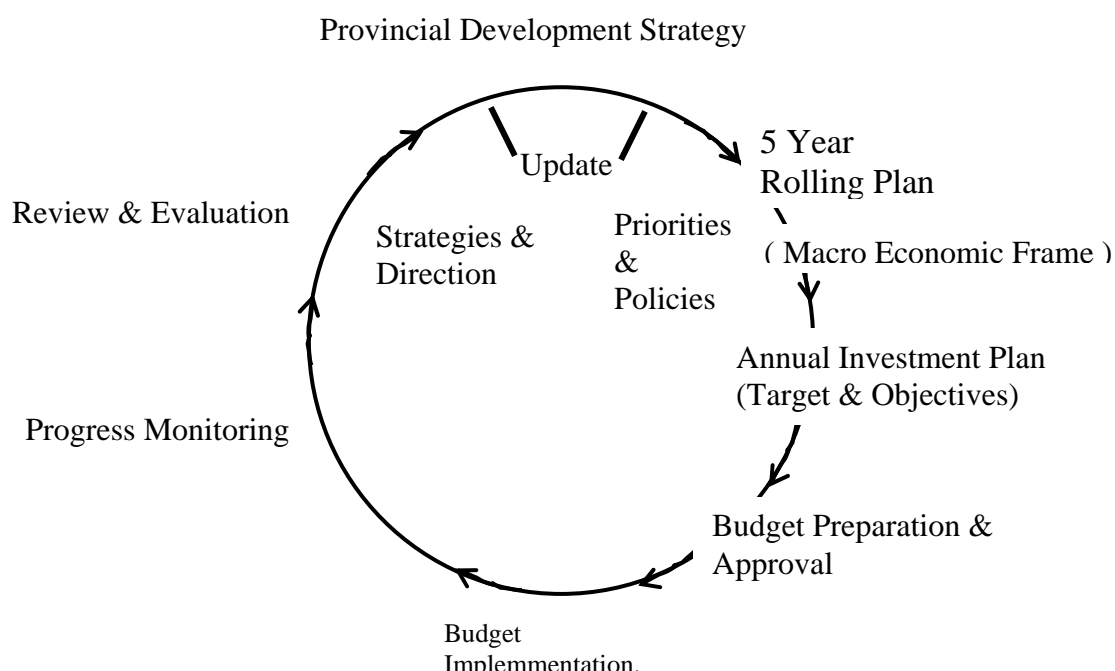 Provincial Development Strategy
5 Year
Rolling Plan
( Macro Economic Frame )
Annual Investment Plan
(Target & Objectives)
Budget Preparation &
Approval
Budget
Implemmentation,
Progress Monitoring
Review & Evaluation
Update
Strategies &
Direction
Priorities
&
Policies